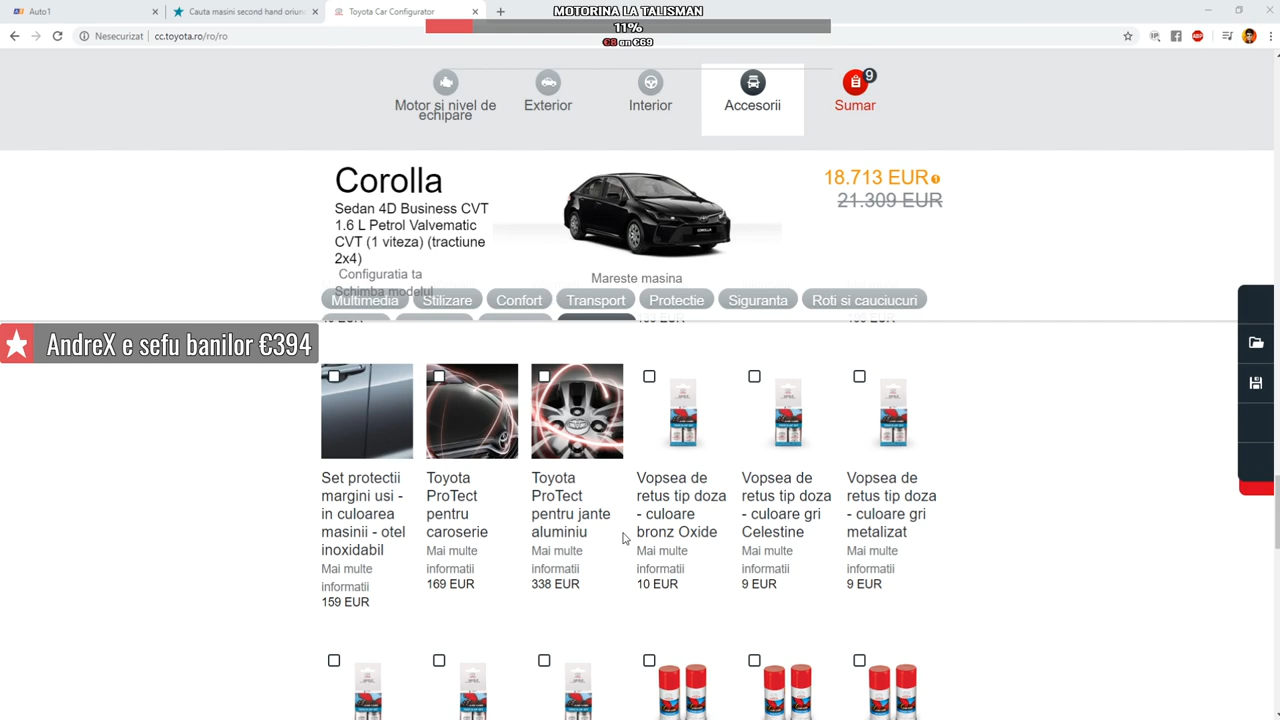 Auto1
Cauta masini second hand oriun
Toyota Car Configurator
MOTORINA LA TALISMAN
11%
€8 an €69
Nesecurizat
cc.toyota.ro/ro/ro
Motor si nivel de
echipare
Exterior
Interior
Accesorii
9
Sumar
Corolla
Sedan 4D Business CVT
1.6 L Petrol Valvematic
CVT (1 viteza) (tractiune
2x4)
Configuratia ta
Schimba modelul
COROLLA
18.713 EUR
21.309 EUR
Mareste masina
Multimedia
Stilizare
Confort
Transport
Protectie
Siguranta
Roti si cauciucuri
AndreX e sefu banilor €394
Set protectii
margini usi -
in culoarea
masinii - otel
inoxidabil
Mai multe
informatii
159 EUR
Toyota
ProTect
pentru
caroserie
Mai multe
informatii
169 EUR
Toyota
ProTect
pentru jante
aluminiu
Mai multe
informatii
338 EUR
Vopsea de
retus tip doza
- culoare
bronz Oxide
Mai multe
informatii
10 EUR
Vopsea de
retus tip doza
- culoare gri
Celestine
Mai multe
informatii
9 EUR
Vopsea de
retus tip doza
- culoare gri
metalizat
Mai multe
informatii
9 EUR